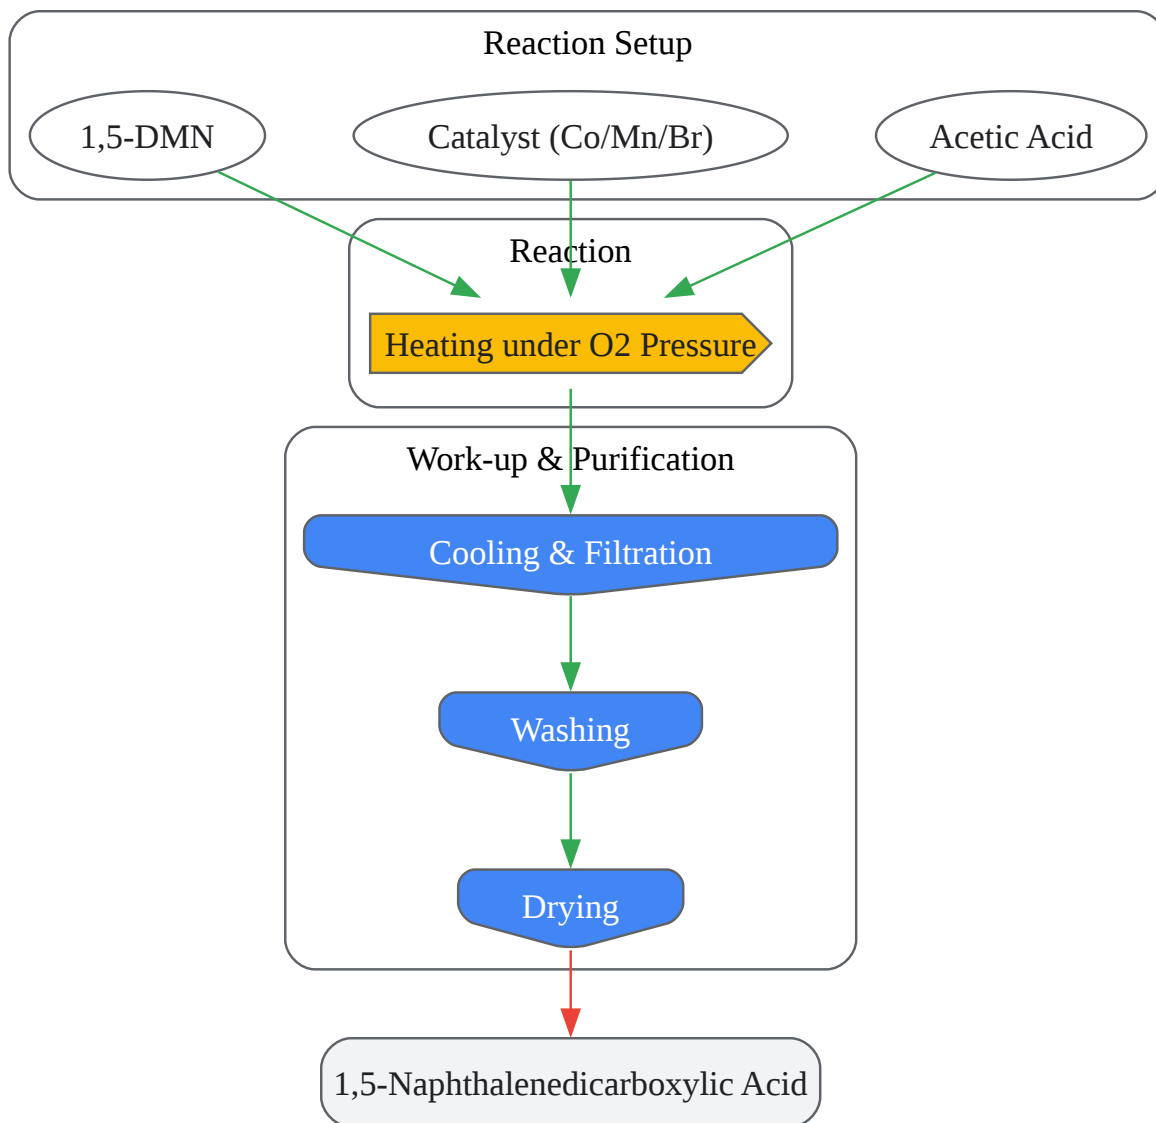 Reaction Setup
1,5-DMN
Catalyst (Co/Mn/Br)
Acetic Acid
Reaction
Heating under O2 Pressure
Work-up & Purification
Cooling & Filtration
Washing
Drying
1,5-Naphthalenedicarboxylic Acid